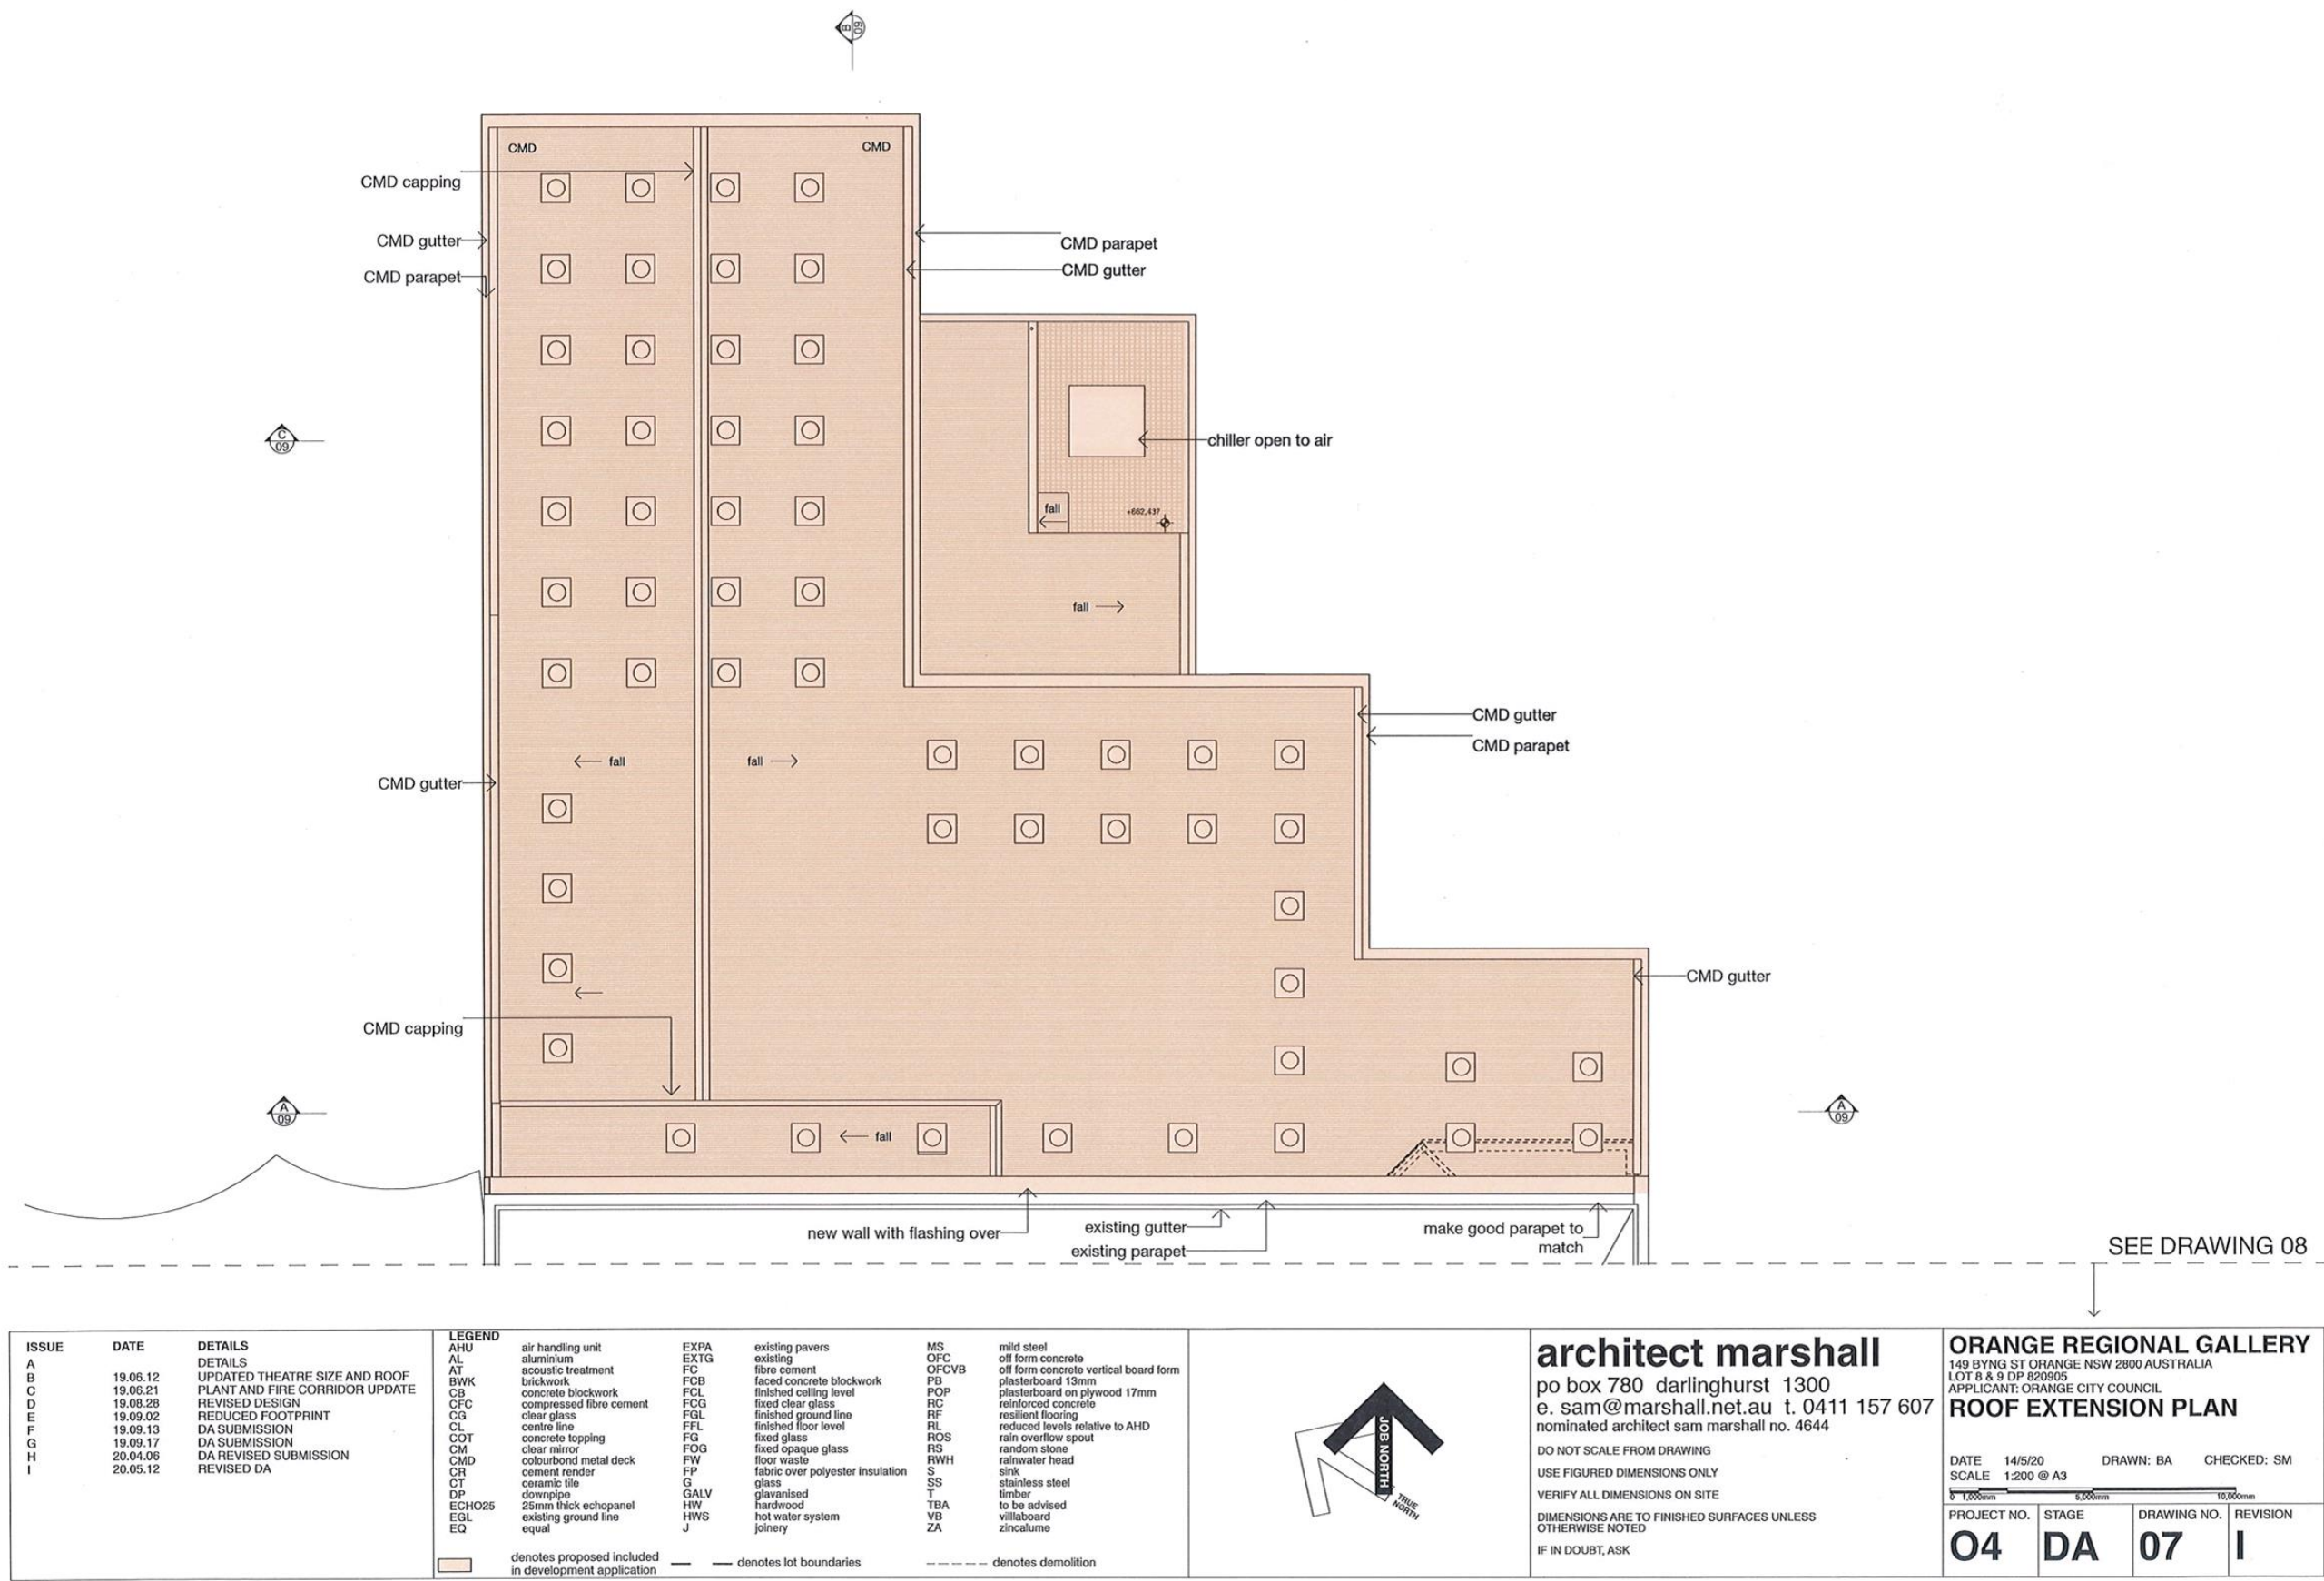 B
09
CMD
CMD
CMD capping
CMD gutter
CMD parapet
CMD parapet
CMD gutter
C
09
chiller open to air
fall
+662,437
fall
CMD gutter
CMD parapet
fall
fall
CMD gutter
CMD gutter
CMD capping
A
09
A
09
fall
new wall with flashing over
existing gutter
existing parapet
make good parapet to
match
SEE DRAWING 08
ISSUE DATE DETAILS
A DETAILS
B 19.06.12 UPDATED THEATRE SIZE AND ROOF
C 19.06.21 PLANT AND FIRE CORRIDOR UPDATE
D 19.08.28 REVISED DESIGN
E 19.09.02 REDUCED FOOTPRINT
F 19.09.13 DA SUBMISSION
G 19.09.17 DA SUBMISSION
H 20.04.06 DA REVISED SUBMISSION
I 20.05.12 REVISED DA
LEGEND
AHU air handling unit
AL aluminium
AT acoustic treatment
BWK brickwork
CB concrete blockwork
CFC compressed fibre cement
CG clear glass
CL centre line
COT concrete topping
CM clear mirror
CMD colourbond metal deck
CR cement render
CT ceramic tile
DP downpipe
ECHO25 25mm thick echopanel
EGL existing ground line
EQ equal
EXPA existing pavers
EXTG existing
FC fibre cement
FCB faced concrete blockwork
FCL finished ceiling level
FCG fixed clear glass
FGL finished ground line
FFL finished floor level
FG fixed glass
FOG fixed opaque glass
FW floor waste
FP fabric over polyester insulation
G glass
GALV glavanised
HW hardwood
HWS hot water system
J joinery
MS mild steel
OFC off form concrete
OFCVB off form concrete vertical board form
PB plasterboard 13mm
POP plasterboard on plywood 17mm
RC reinforced concrete
RF resilient flooring
RL reduced levels relative to AHD
ROS rain overflow spout
RS random stone
RWH rainwater head
S sink
SS stainless steel
T timber
TBA to be advised
VB villaboard
ZA zincalume
denotes proposed included
in development application
denotes lot boundaries
denotes demolition
JOB NORTH
TRUE
NORTH
architect marshall
po box 780 darlinghurst 1300
e. sam@marshall.net.au t. 0411 157 607
nominated architect sam marshall no. 4644
DO NOT SCALE FROM DRAWING
USE FIGURED DIMENSIONS ONLY
VERIFY ALL DIMENSIONS ON SITE
DIMENSIONS ARE TO FINISHED SURFACES UNLESS
OTHERWISE NOTED
IF IN DOUBT, ASK
ORANGE REGIONAL GALLERY
149 BYNG ST ORANGE NSW 2800 AUSTRALIA
LOT 8 & 9 DP 820905
APPLICANT: ORANGE CITY COUNCIL
ROOF EXTENSION PLAN
DATE 14/5/20 DRAWN: BA CHECKED: SM
SCALE 1:200 @ A3
0 1,000mm 5,000mm 10,000mm
PROJECT NO. STAGE DRAWING NO. REVISION
O4 DA 07 I